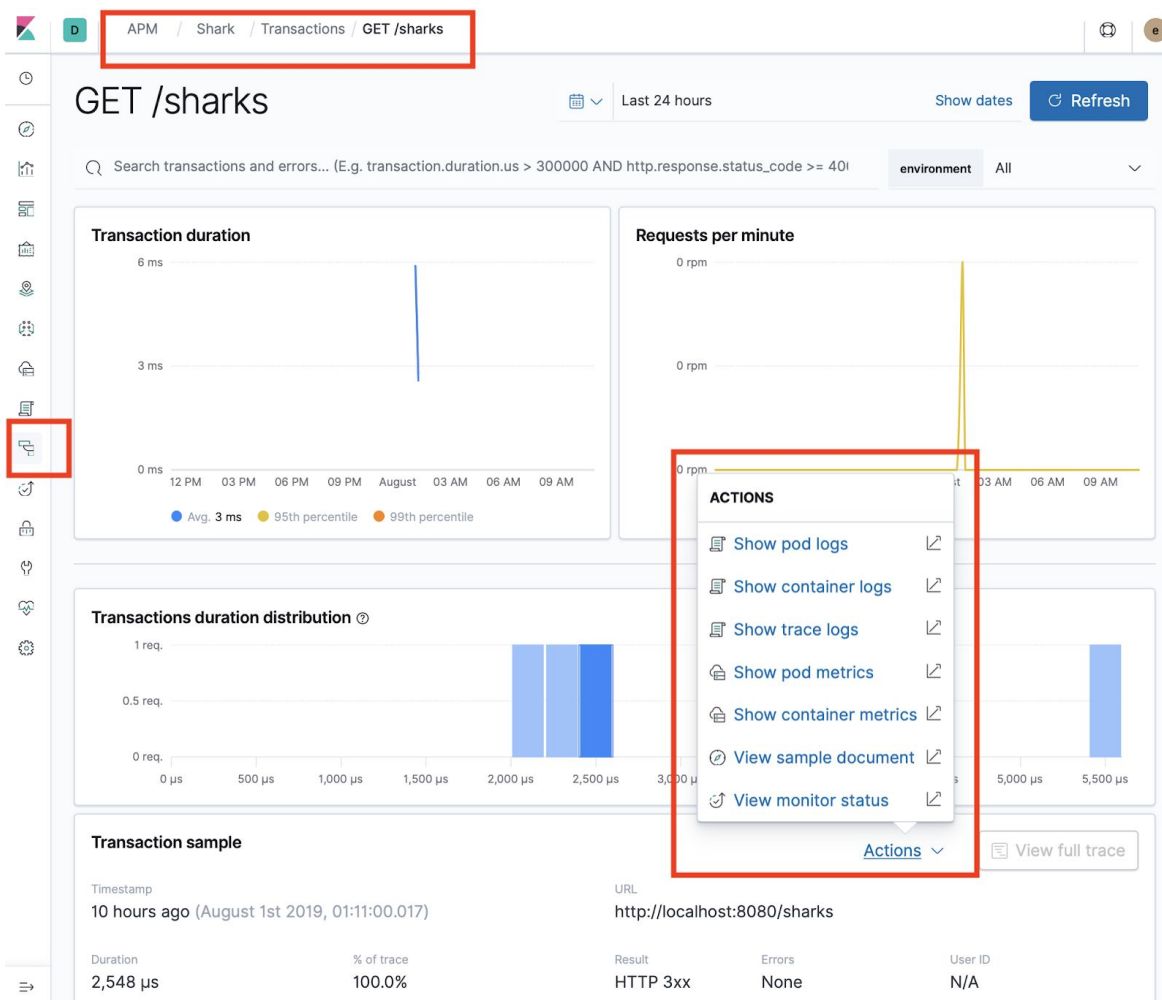 D
APM / Shark / Transactions / GET /sharks
e
GET /sharks
Last 24 hours
Show dates
Refresh
Search transactions and errors... (E.g. transaction.duration.us > 300000 AND http.response.status_code >= 40
environment
All
Transaction duration
6 ms
3 ms
0 ms
12 PM 03 PM 06 PM 09 PM August 03 AM 06 AM 09 AM
Avg. 3 ms 95th percentile 99th percentile
Requests per minute
0 rpm
0 rpm
0 rpm
st 03 AM 06 AM 09 AM
Transactions duration distribution
1 req.
0.5 req.
0 req.
0 μs 500 μs 1,000 μs 1,500 μs 2,000 μs 2,500 μs 3,000 μ s 5,000 μs 5,500 μs
ACTIONS
Show pod logs
Show container logs
Show trace logs
Show pod metrics
Show container metrics
View sample document
View monitor status
Transaction sample
Actions
View full trace
Timestamp
10 hours ago (August 1st 2019, 01:11:00.017)
URL
http://localhost:8080/sharks
Duration
2,548 μs
% of trace
100.0%
Result
HTTP 3xx
Errors
None
User ID
N/A